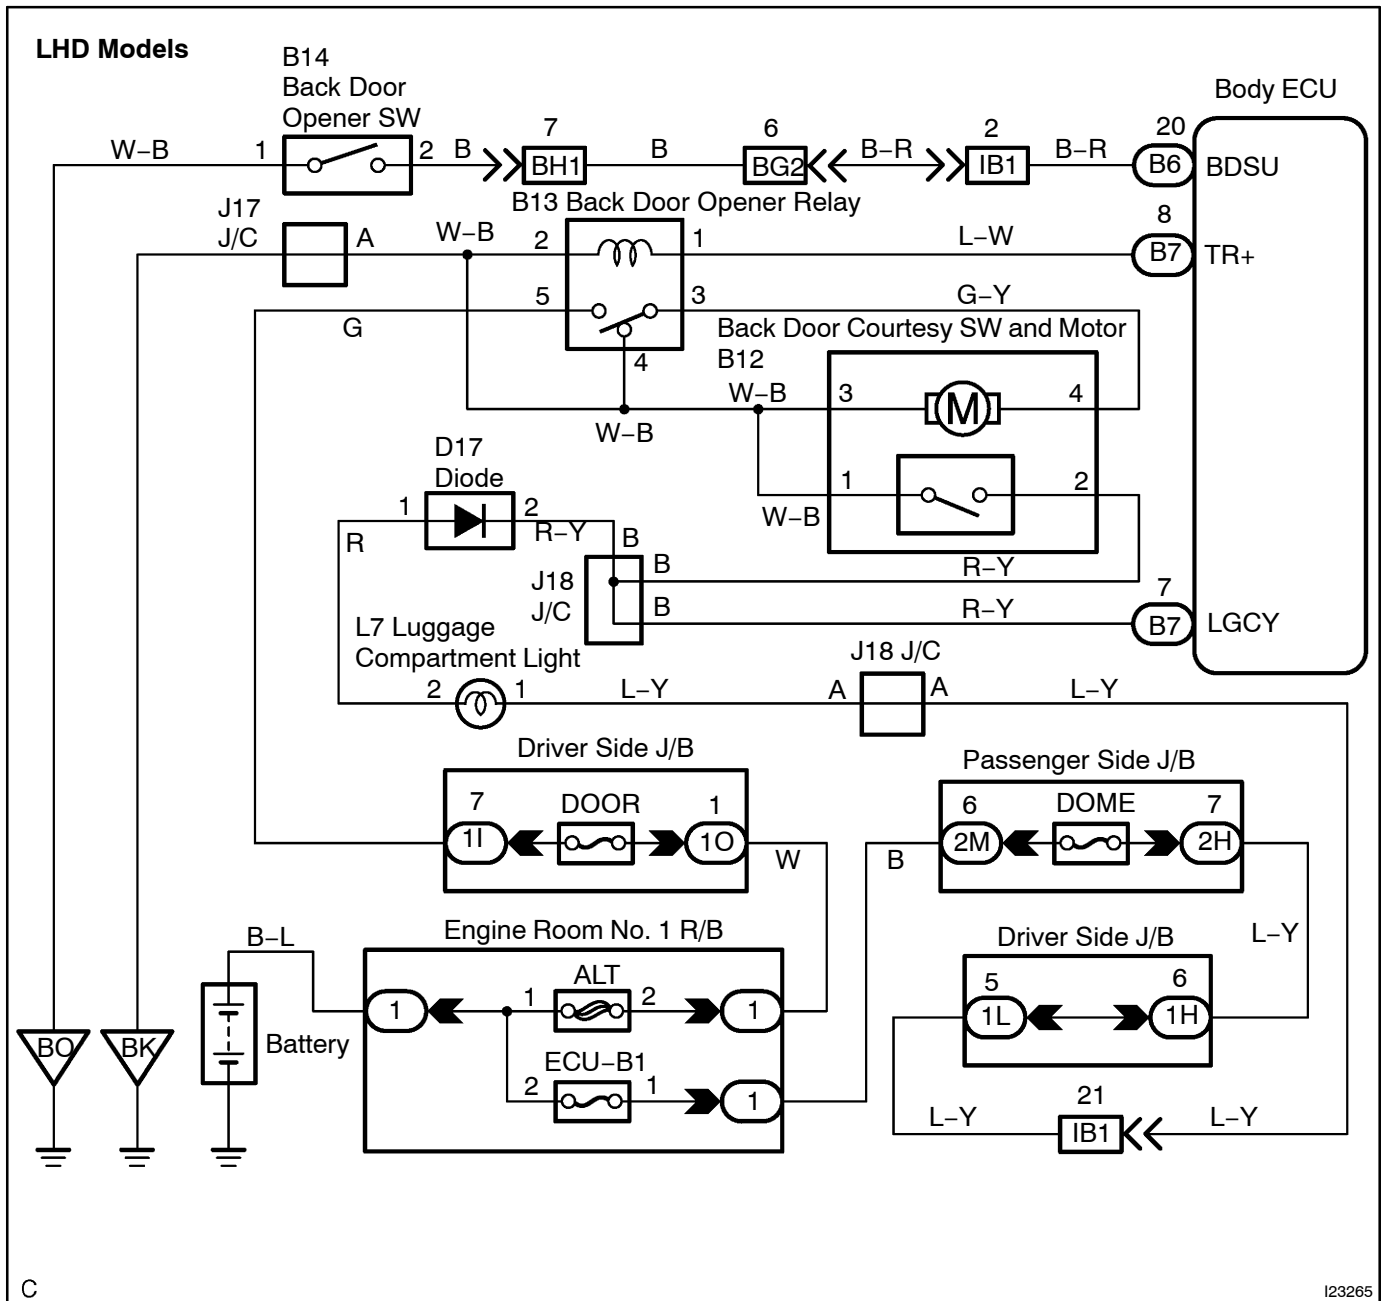 LHD Models
B14
Back Door
Opener SW
Body ECU
W–B
1
2
B
7
BH1
B
6
BG2
B–R
2
IB1
B–R
20
B6
BDSU
B13 Back Door Opener Relay
J17
J/C
A
W–B
2
1
L–W
8
B7
TR+
5
3
G–Y
G
4
Back Door Courtesy SW and Motor
B12
W–B
3
M
4
W–B
D17
Diode
1
2
R
R–Y
B
1
2
W–B
J18
J/C
B
R–Y
B
R–Y
7
B7
LGCY
L7 Luggage
Compartment Light
2
1
L–Y
J18 J/C
A
A
L–Y
Driver Side J/B
7
1I
DOOR
1
1O
W
Passenger Side J/B
6
2M
DOME
7
2H
B
L–Y
Engine Room No. 1 R/B
B–L
1
1
ALT
2
1
2
ECU–B1
1
1
Battery
BO
BK
Driver Side J/B
5
1L
6
1H
L–Y
21
IB1
L–Y
C
I23265